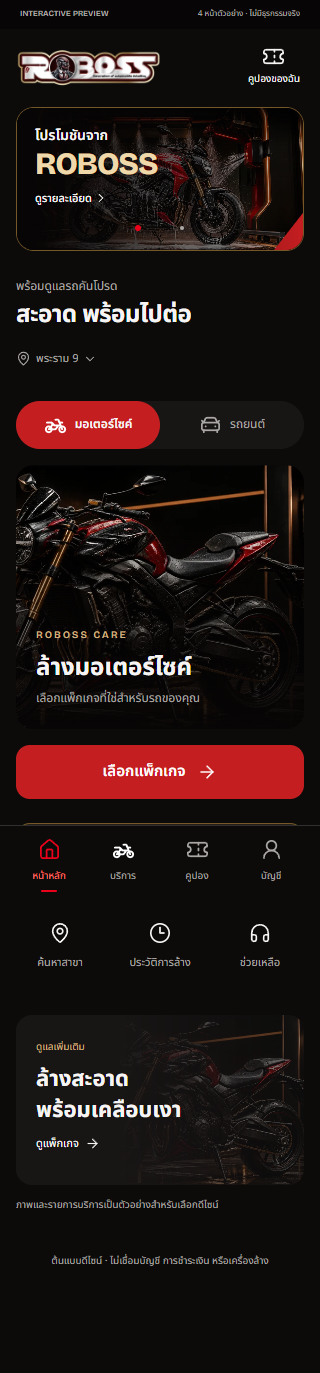 INTERACTIVE PREVIEW
4 หน้าตัวอย่าง · ไม่มีธุรกรรมจริง
ROBOSS
คูปองของฉัน
โปรโมชันจาก
ROBOSS
ดูรายละเอียด
พร้อมดูแลรถคันโปรด
สะอาด พร้อมไปต่อ
พระราม 9
มอเตอร์ไซค์
รถยนต์
ROBOSS CARE
ล้างมอเตอร์ไซค์
เลือกแพ็กเกจที่ใช่สำหรับรถของคุณ
เลือกแพ็กเกจ
หน้าหลัก
บริการ
คูปอง
บัญชี
ค้นหาสาขา
ประวัติการล้าง
ช่วยเหลือ
ดูแลเพิ่มเติม
ล้างสะอาด
พร้อมเคลือบเงา
ดูแพ็กเกจ
ภาพและรายการบริการเป็นตัวอย่างสำหรับเลือกดีไซน์
ต้นแบบดีไซน์ · ไม่เชื่อมบัญชี การชำระเงิน หรือเครื่องล้าง